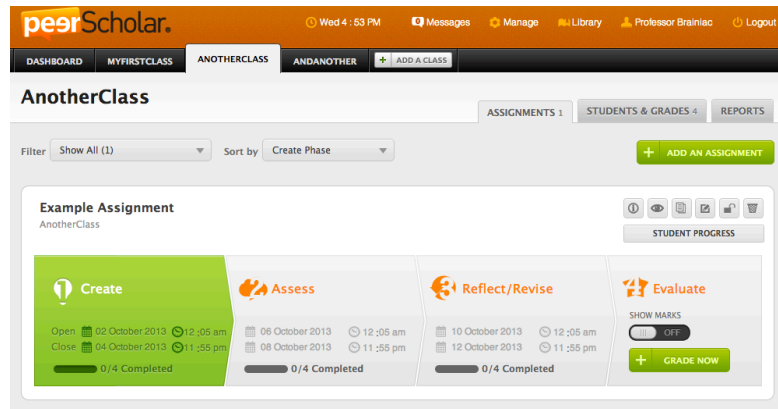 peerScholar.
Wed 4 : 53 PM
0 Messages
Manage
Library
Professor Brainiac
Logout
DASHBOARD
MYFIRSTCLASS
ANOTHERCLASS
ANDANOTHER
+ ADD A CLASS
AnotherClass
ASSIGNMENTS 1
STUDENTS & GRADES 4
REPORTS
Filter Show All (1)
Sort by Create Phase
+ ADD AN ASSIGNMENT
Example Assignment
AnotherClass
STUDENT PROGRESS
1 Create
Open 02 October 2013 12 :05 am
Close 04 October 2013 11 :55 pm
0/4 Completed
2 Assess
06 October 2013 12 :05 am
08 October 2013 11 :55 pm
0/4 Completed
3 Reflect/Revise
10 October 2013 12 :05 am
12 October 2013 11 :55 pm
0/4 Completed
4 Evaluate
SHOW MARKS
OFF
+ GRADE NOW